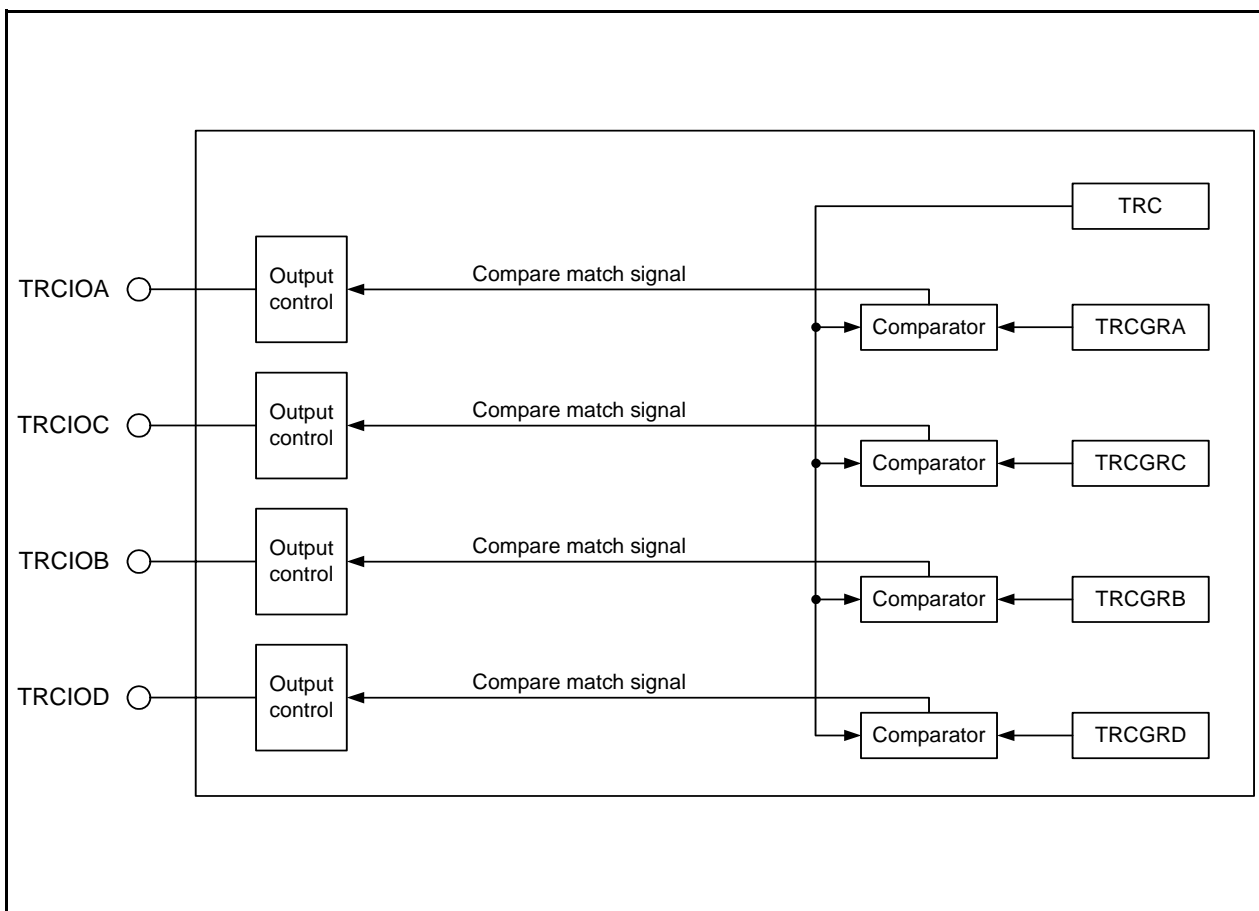 TRC
TRCIOA
Output
control
Compare match signal
Comparator
TRCGRA
TRCIOC
Output
control
Compare match signal
Comparator
TRCGRC
TRCIOB
Output
control
Compare match signal
Comparator
TRCGRB
TRCIOD
Output
control
Compare match signal
Comparator
TRCGRD